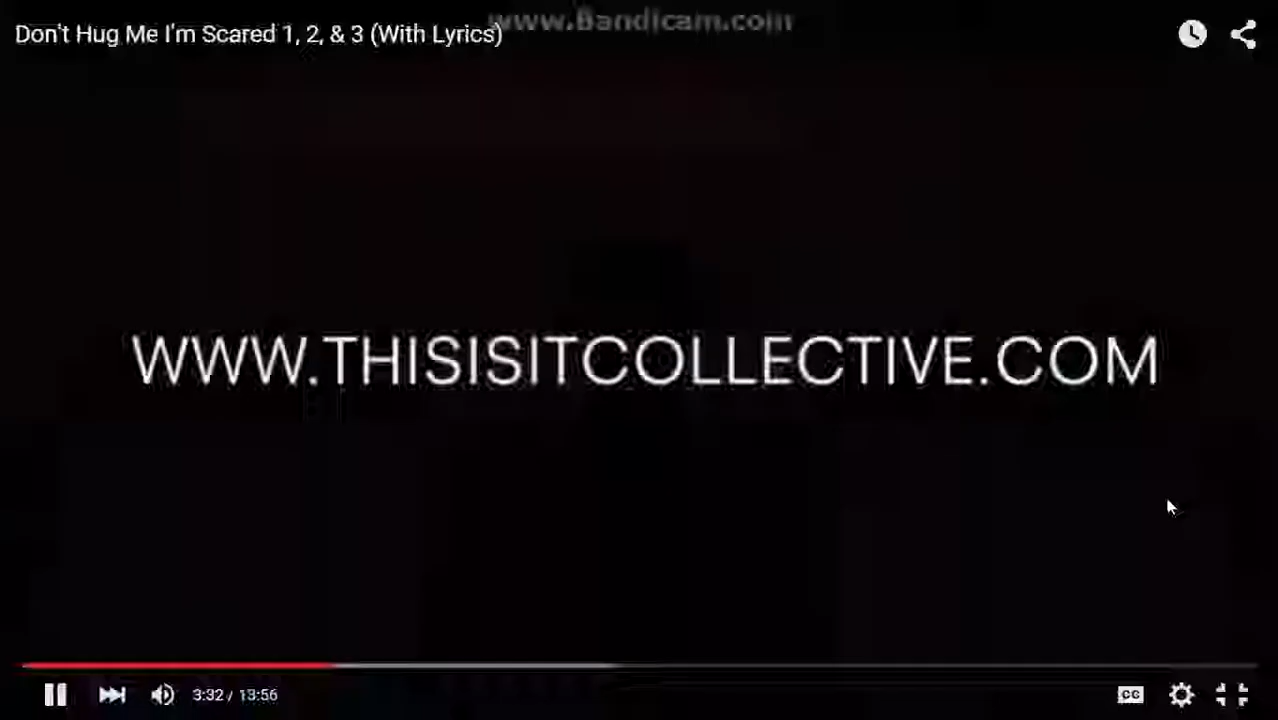 www.Bandicam.com
Don't Hug Me I'm Scared 1, 2, & 3 (With Lyrics)
WWW.THISISITCOLLECTIVE.COM
3:32 / 13:56
CC